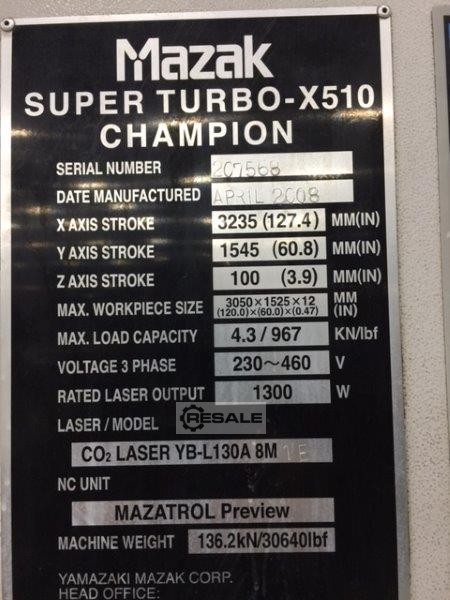 Mazak
SUPER TURBO-X510
CHAMPION
SERIAL NUMBER 207568
DATE MANUFACTURED APRIL 2008
X AXIS STROKE 3235 (127.4) MM(IN)
Y AXIS STROKE 1545 (60.8) MM(IN)
Z AXIS STROKE 100 (3.9) MM(IN)
MAX. WORKPIECE SIZE 3050×1525×12 (120.0)×(60.0)×(0.47) MM (IN)
MAX. LOAD CAPACITY 4.3 / 967 KN/lbf
VOLTAGE 3 PHASE 230~460 V
RATED LASER OUTPUT 1300 W
RESALE
LASER / MODEL
CO₂ LASER YB-L130A 8M
NC UNIT
MAZATROL Preview
MACHINE WEIGHT 136.2kN/30640lbf
YAMAZAKI MAZAK CORP.
HEAD OFFICE: